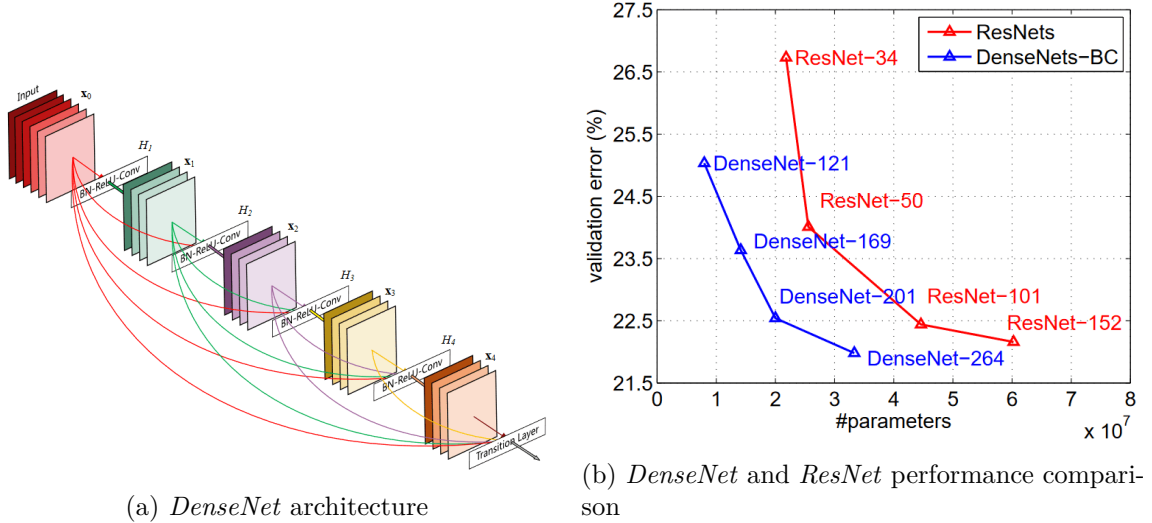 Input
x₀
H₁
BN-ReLU-Conv
x₁
H₂
BN-ReLU-Conv
x₂
H₃
BN-ReLU-Conv
x₃
H₄
BN-ReLU-Conv
x₄
Transition Layer
(a) DenseNet architecture
27.5
26.5
25.5
24.5
23.5
22.5
21.5
validation error (%)
ResNets
DenseNets−BC
ResNet−34
DenseNet−121
ResNet−50
DenseNet−169
DenseNet−201
ResNet−101
ResNet−152
DenseNet−264
0 1 2 3 4 5 6 7 8
#parameters
x 10⁷
(b) DenseNet and ResNet performance compari-
son